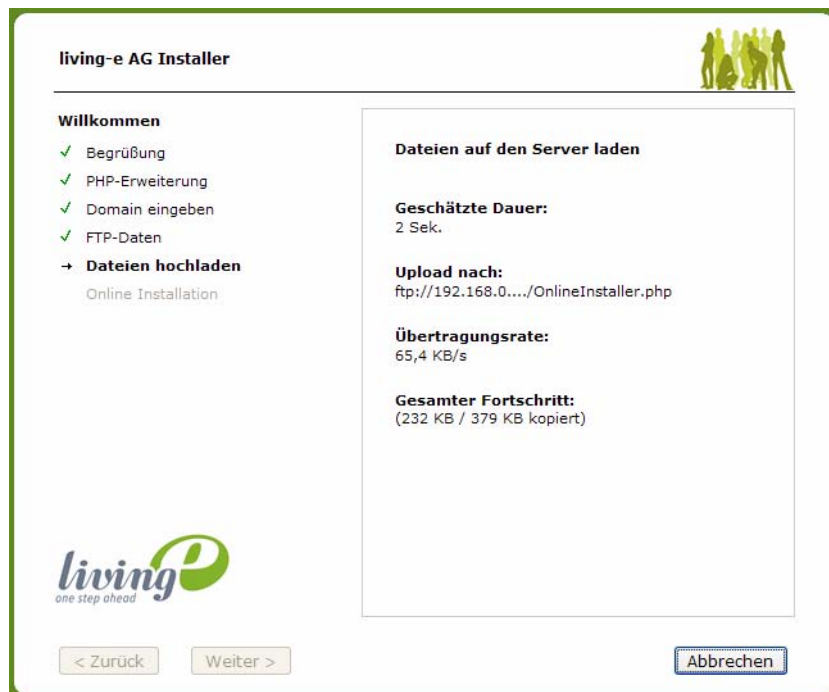 living-e AG Installer
Willkommen
✓ Begrüßung
✓ PHP-Erweiterung
✓ Domain eingeben
✓ FTP-Daten
→ Dateien hochladen
Online Installation
Dateien auf den Server laden
Geschätzte Dauer:
2 Sek.
Upload nach:
ftp://192.168.0..../OnlineInstaller.php
Übertragungsrate:
65,4 KB/s
Gesamter Fortschritt:
(232 KB / 379 KB kopiert)
living e
one step ahead
< Zurück
Weiter >
Abbrechen